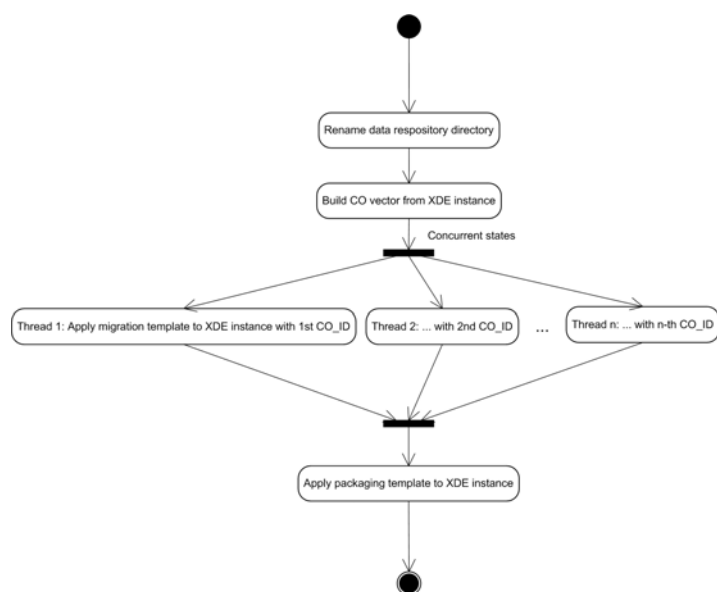 Rename data respository directory
Build CO vector from XDE instance
Concurrent states
Thread 1: Apply migration template to XDE instance with 1st CO_ID
Thread 2: ... with 2nd CO_ID
...
Thread n: ... with n-th CO_ID
Apply packaging template to XDE instance